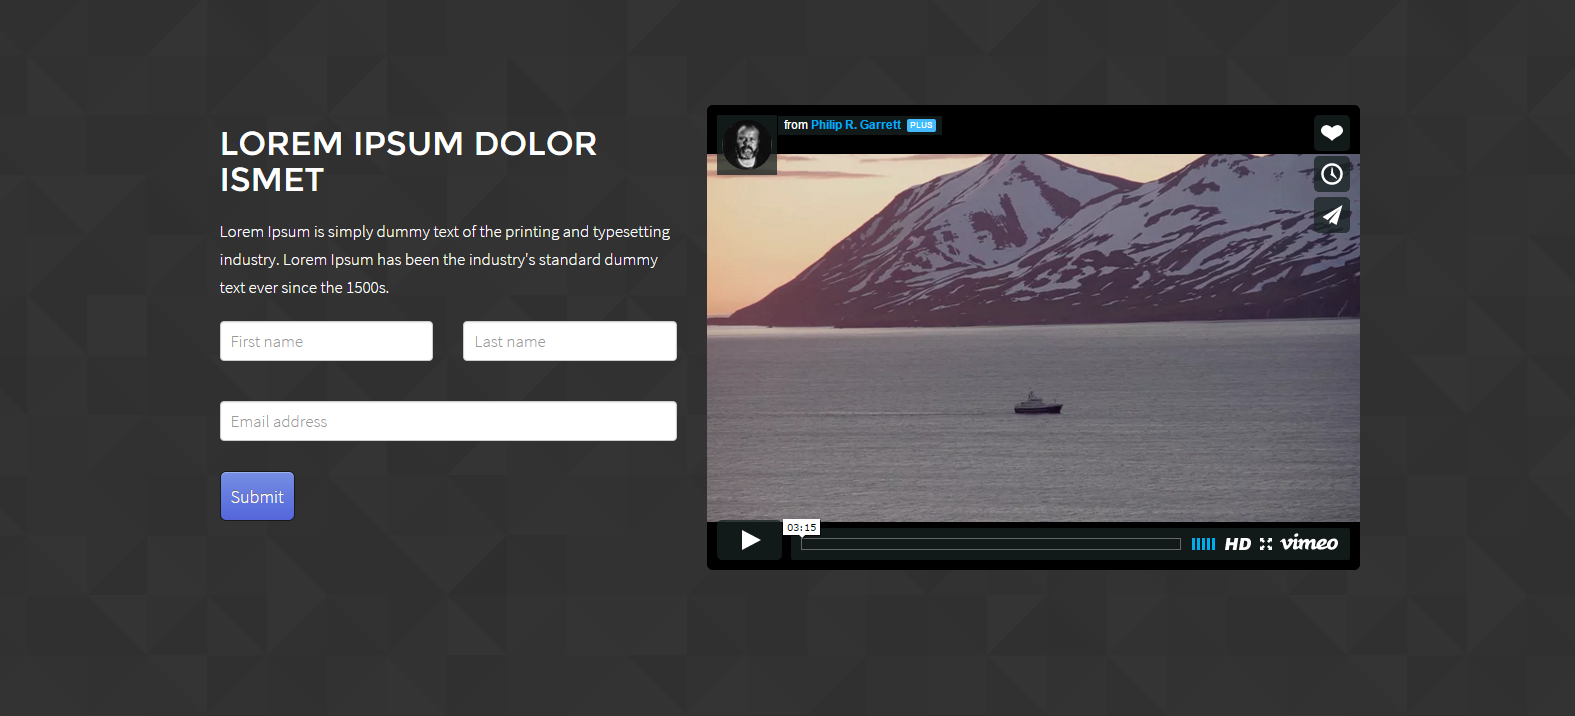 LOREM IPSUM DOLOR
ISMET
Lorem Ipsum is simply dummy text of the printing and typesetting
industry. Lorem Ipsum has been the industry's standard dummy
text ever since the 1500s.
First name
Last name
Email address
Submit
from Philip R. Garrett PLUS
03:15
HD vimeo